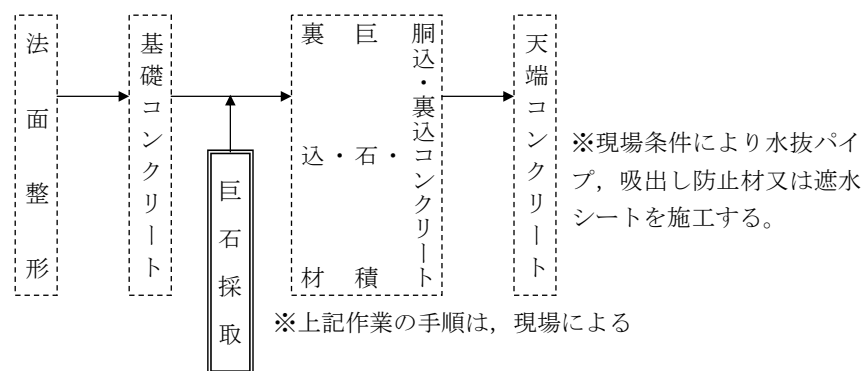 法面整形
基礎コンクリート
巨石採取
胴込・裏込コンクリート・
巨石積・
裏込材
天端コンクリート
※現場条件により水抜パイ
プ，吸出し防止材又は遮水
シートを施工する。
※上記作業の手順は，現場による